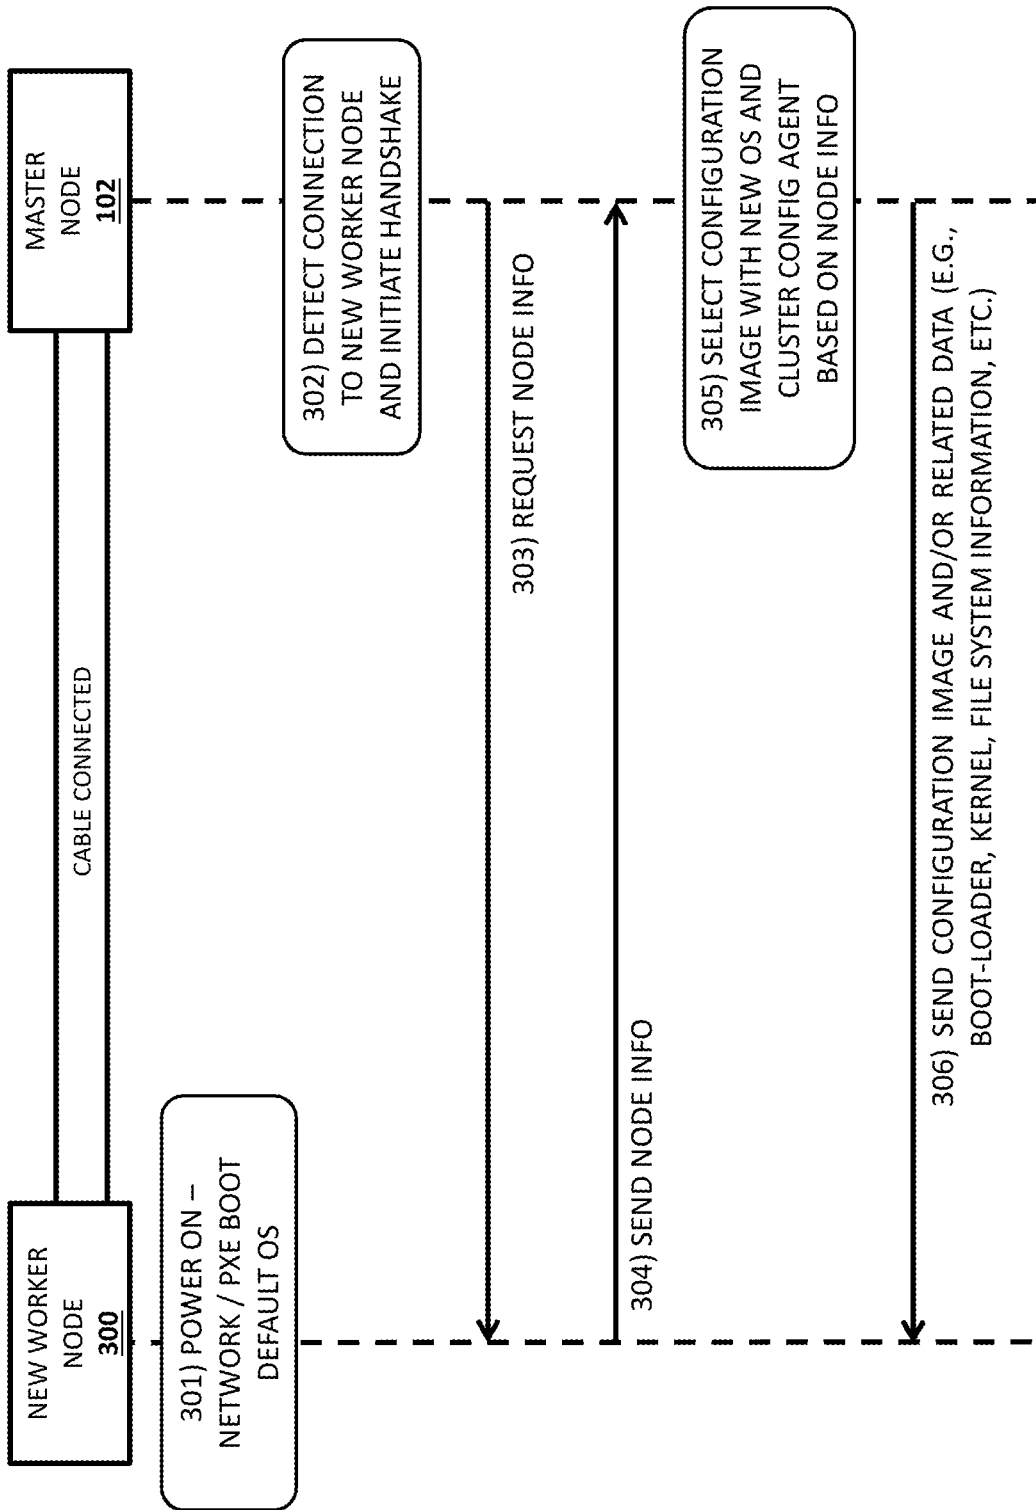 NEW WORKER
NODE
300
CABLE CONNECTED
MASTER
NODE
102
301) POWER ON –
NETWORK / PXE BOOT
DEFAULT OS
302) DETECT CONNECTION
TO NEW WORKER NODE
AND INITIATE HANDSHAKE
303) REQUEST NODE INFO
304) SEND NODE INFO
305) SELECT CONFIGURATION
IMAGE WITH NEW OS AND
CLUSTER CONFIG AGENT
BASED ON NODE INFO
306) SEND CONFIGURATION IMAGE AND/OR RELATED DATA (E.G.,
BOOT-LOADER, KERNEL, FILE SYSTEM INFORMATION, ETC.)